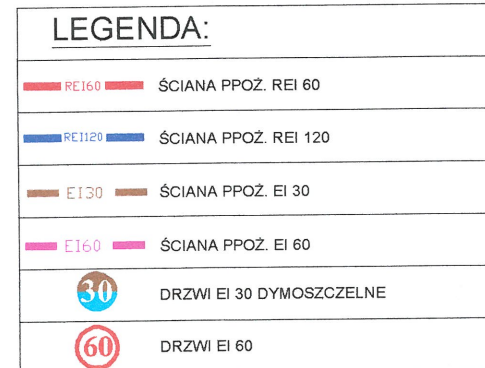 LEGENDA:
REI60 ŚCIANA PPOŻ. REI 60
REI120 ŚCIANA PPOŻ. REI 120
EI30 ŚCIANA PPOŻ. EI 30
EI60 ŚCIANA PPOŻ. EI 60
30 DRZWI EI 30 DYMOSZCZELNE
60 DRZWI EI 60